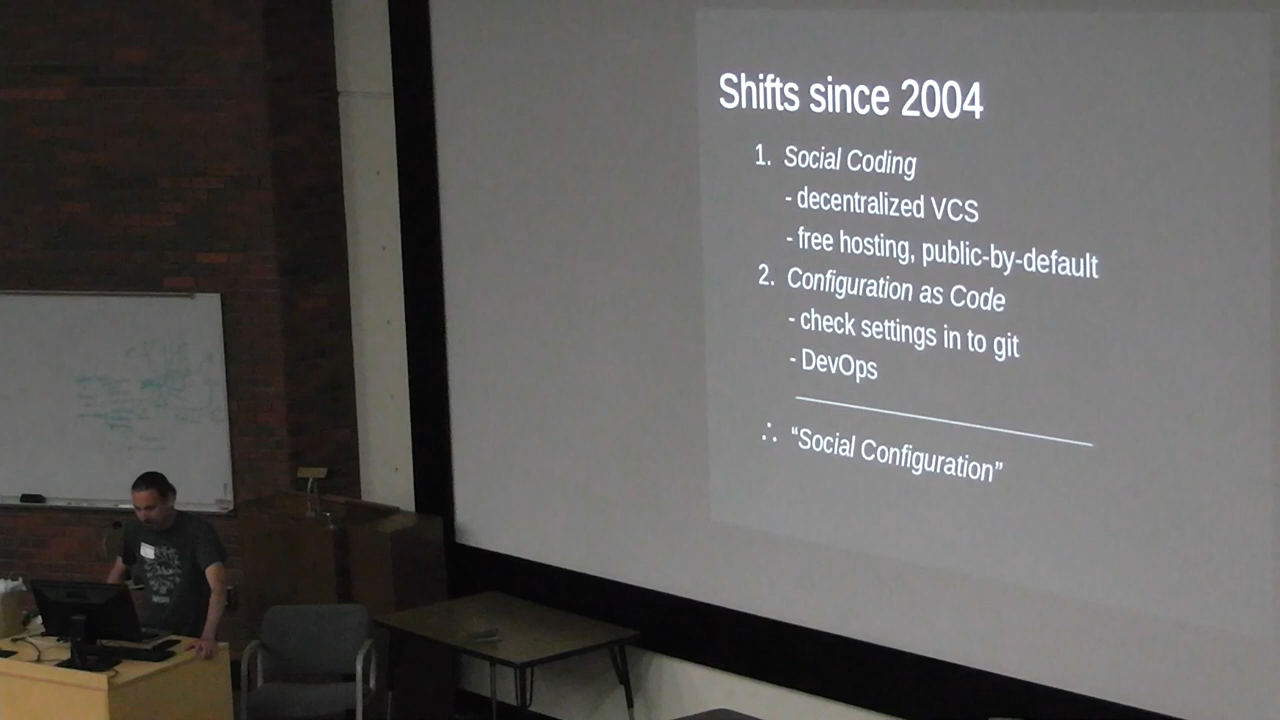 Shifts since 2004
1. Social Coding
- decentralized VCS
- free hosting, public-by-default
2. Configuration as Code
- check settings in to git
- DevOps
∴ “Social Configuration”